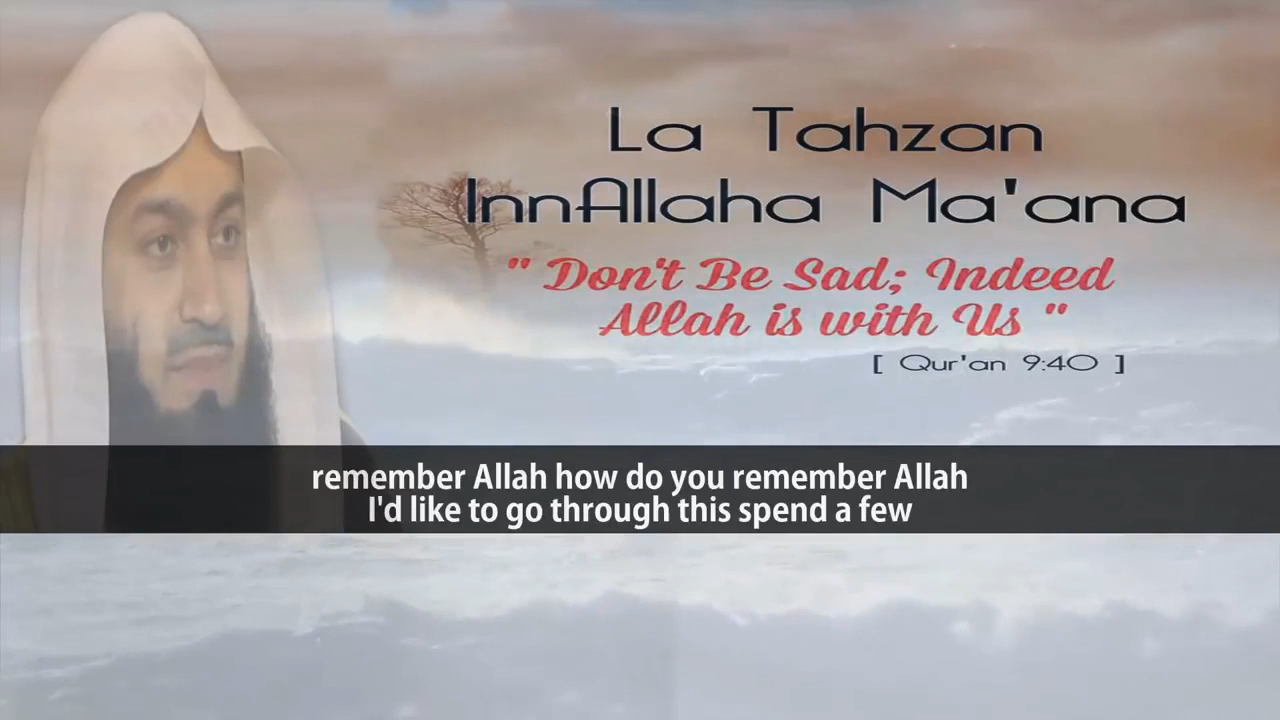 La Tahzan
InnAllaha Ma'ana
" Don't Be Sad; Indeed
Allah is with Us "
[ Qur'an 9:40 ]
remember Allah how do you remember Allah
I'd like to go through this spend a few